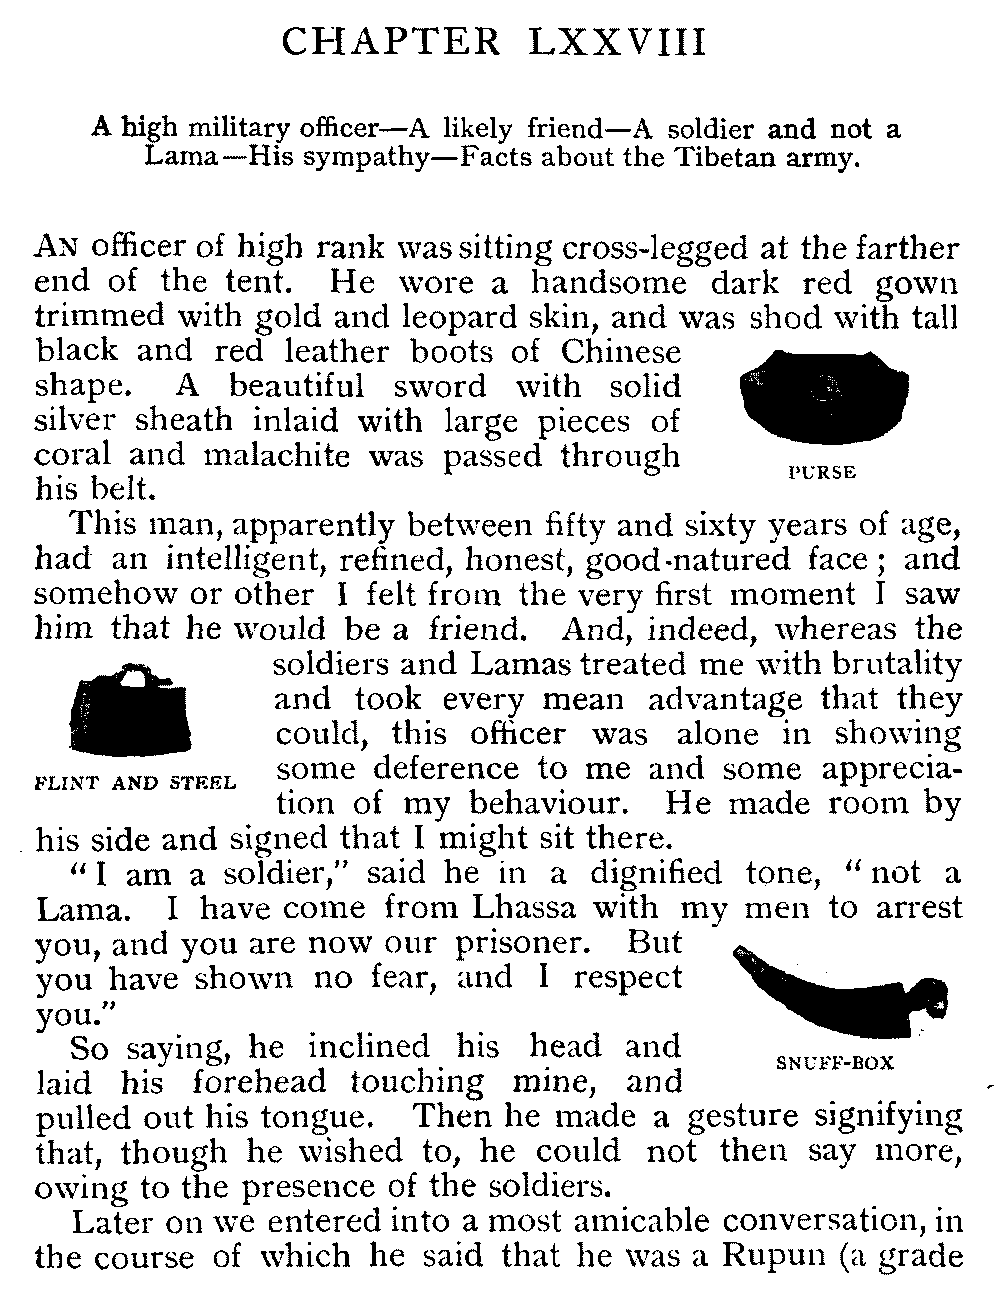 CHAPTER LXXVIII
A high military officer—A likely friend—A soldier and not a
Lama—His sympathy—Facts about the Tibetan army.
AN officer of high rank was sitting cross-legged at the farther
end of the tent. He wore a handsome dark red gown
trimmed with gold and leopard skin, and was shod with tall
black and red leather boots of Chinese
shape. A beautiful sword with solid
silver sheath inlaid with large pieces of
coral and malachite was passed through
his belt.
PURSE
This man, apparently between fifty and sixty years of age,
had an intelligent, refined, honest, good-natured face; and
somehow or other I felt from the very first moment I saw
him that he would be a friend. And, indeed, whereas the
soldiers and Lamas treated me with brutality
and took every mean advantage that they
could, this officer was alone in showing
some deference to me and some apprecia-
tion of my behaviour. He made room by
FLINT AND STEEL
his side and signed that I might sit there.
"I am a soldier," said he in a dignified tone, "not a
Lama. I have come from Lhassa with my men to arrest
you, and you are now our prisoner. But
you have shown no fear, and I respect
you."
So saying, he inclined his head and
laid his forehead touching mine, and
SNUFF-BOX
pulled out his tongue. Then he made a gesture signifying
that, though he wished to, he could not then say more,
owing to the presence of the soldiers.
Later on we entered into a most amicable conversation, in
the course of which he said that he was a Rupun (a grade